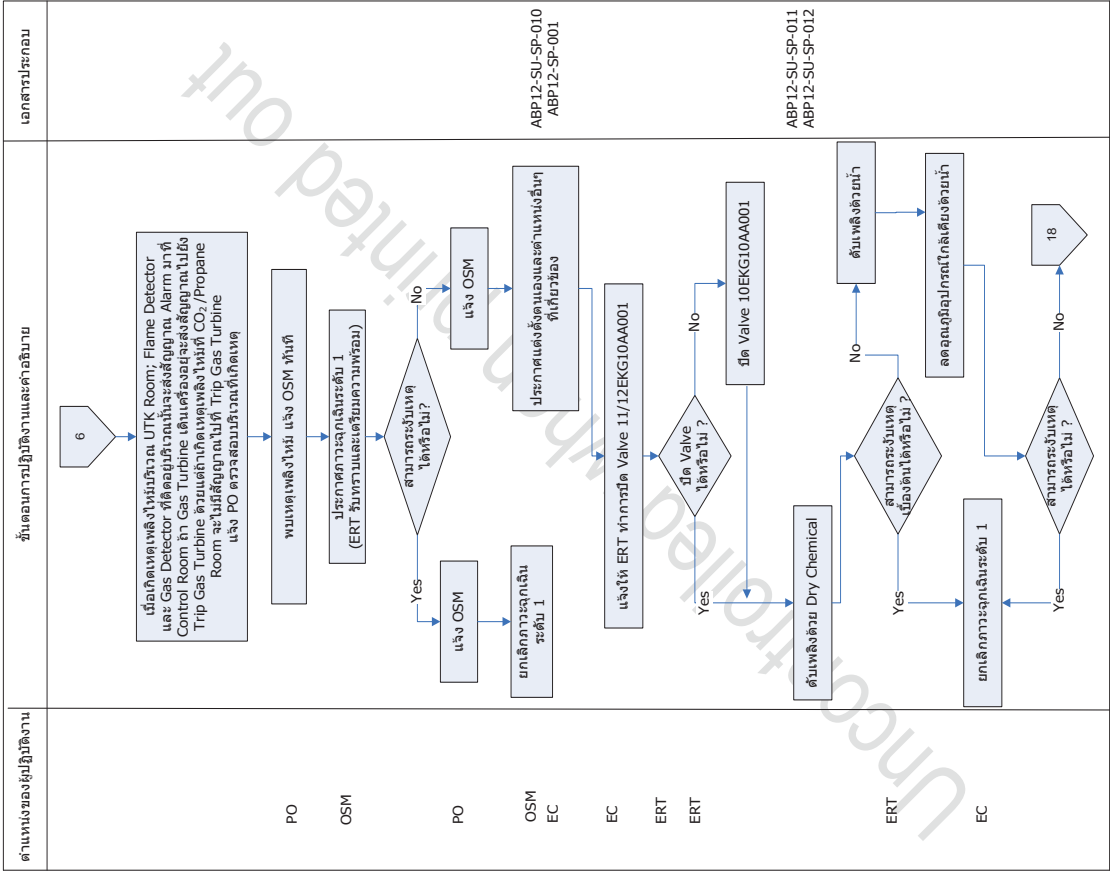 ตำแหน่งของผู้ปฏิบัติงาน
ขั้นตอนการปฏิบัติงานและคำอธิบาย
เอกสารประกอบ
6
เมื่อเกิดเหตุเพลิงไหม้บริเวณ UTK Room; Flame Detector
และ Gas Detector ที่ติดอยู่บริเวณนั้นจะส่งสัญญาณ Alarm มาที่
Control Room ถ้า Gas Turbine เดินเครื่องอยู่จะส่งสัญญาณไปยัง
Trip Gas Turbine ด้วยแต่ถ้าเกิดเหตุเพลิงไหม้ที่ CO2 /Propane
Room จะไม่มีสัญญาณไปที่ Trip Gas Turbine
แจ้ง PO ตรวจสอบบริเวณที่เกิดเหตุ
PO
พบเหตุเพลิงไหม้ แจ้ง OSM ทันที
OSM
ประกาศภาวะฉุกเฉินระดับ 1
(ERT รับทราบและเตรียมความพร้อม)
สามารถระงับเหตุ
ได้หรือไม่?
Yes
No
PO
แจ้ง OSM
แจ้ง OSM
OSM
EC
ยกเลิกภาวะฉุกเฉิน
ระดับ 1
ประกาศแต่งตั้งตนเองและตำแหน่งอื่นๆ
ที่เกี่ยวข้อง
ABP12-SU-SP-010
ABP12-SP-001
EC
แจ้งให้ ERT ทำการปิด Valve 11/12EKG10AA001
ERT
ERT
ปิด Valve
ได้หรือไม่ ?
Yes
No
ปิด Valve 10EKG10AA001
ดับเพลิงด้วย Dry Chemical
ABP12-SU-SP-011
ABP12-SU-SP-012
ERT
สามารถระงับเหตุ
เบื้องต้นได้หรือไม่ ?
Yes
No
ดับเพลิงด้วยน้ำ
EC
ยกเลิกภาวะฉุกเฉินระดับ 1
ลดอุณภูมิอุปกรณ์ใกล้เคียงด้วยน้ำ
สามารถระงับเหตุ
ได้หรือไม่ ?
Yes
No
18
Uncontrolled when printed out